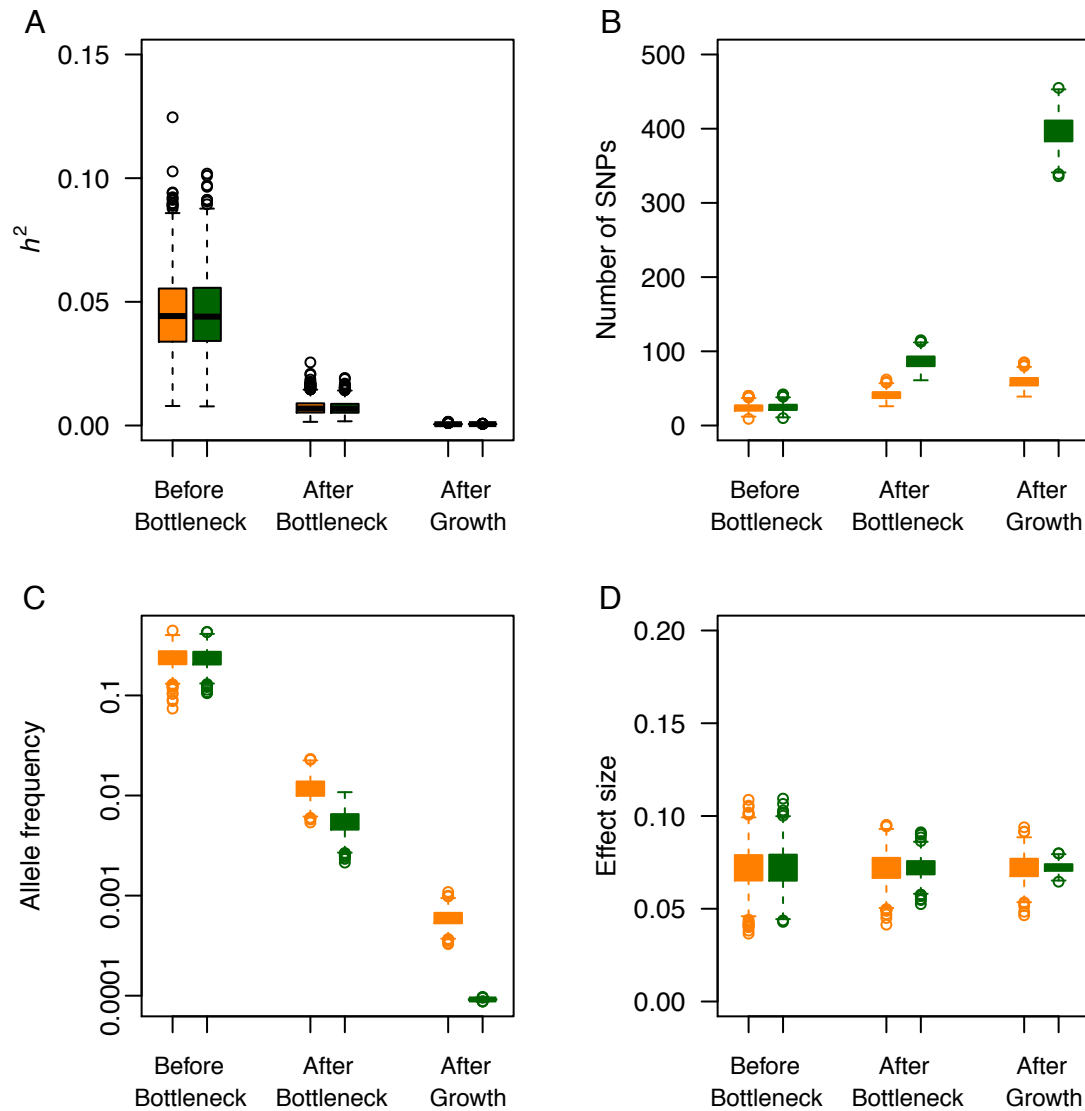 A
0.15
0.10
0.05
0.00
h²
Before
Bottleneck
After
Bottleneck
After
Growth
B
500
400
300
200
100
0
Number of SNPs
Before
Bottleneck
After
Bottleneck
After
Growth
C
0.1
0.01
0.001
0.0001
Allele frequency
Before
Bottleneck
After
Bottleneck
After
Growth
D
0.20
0.15
0.10
0.05
0.00
Effect size
Before
Bottleneck
After
Bottleneck
After
Growth